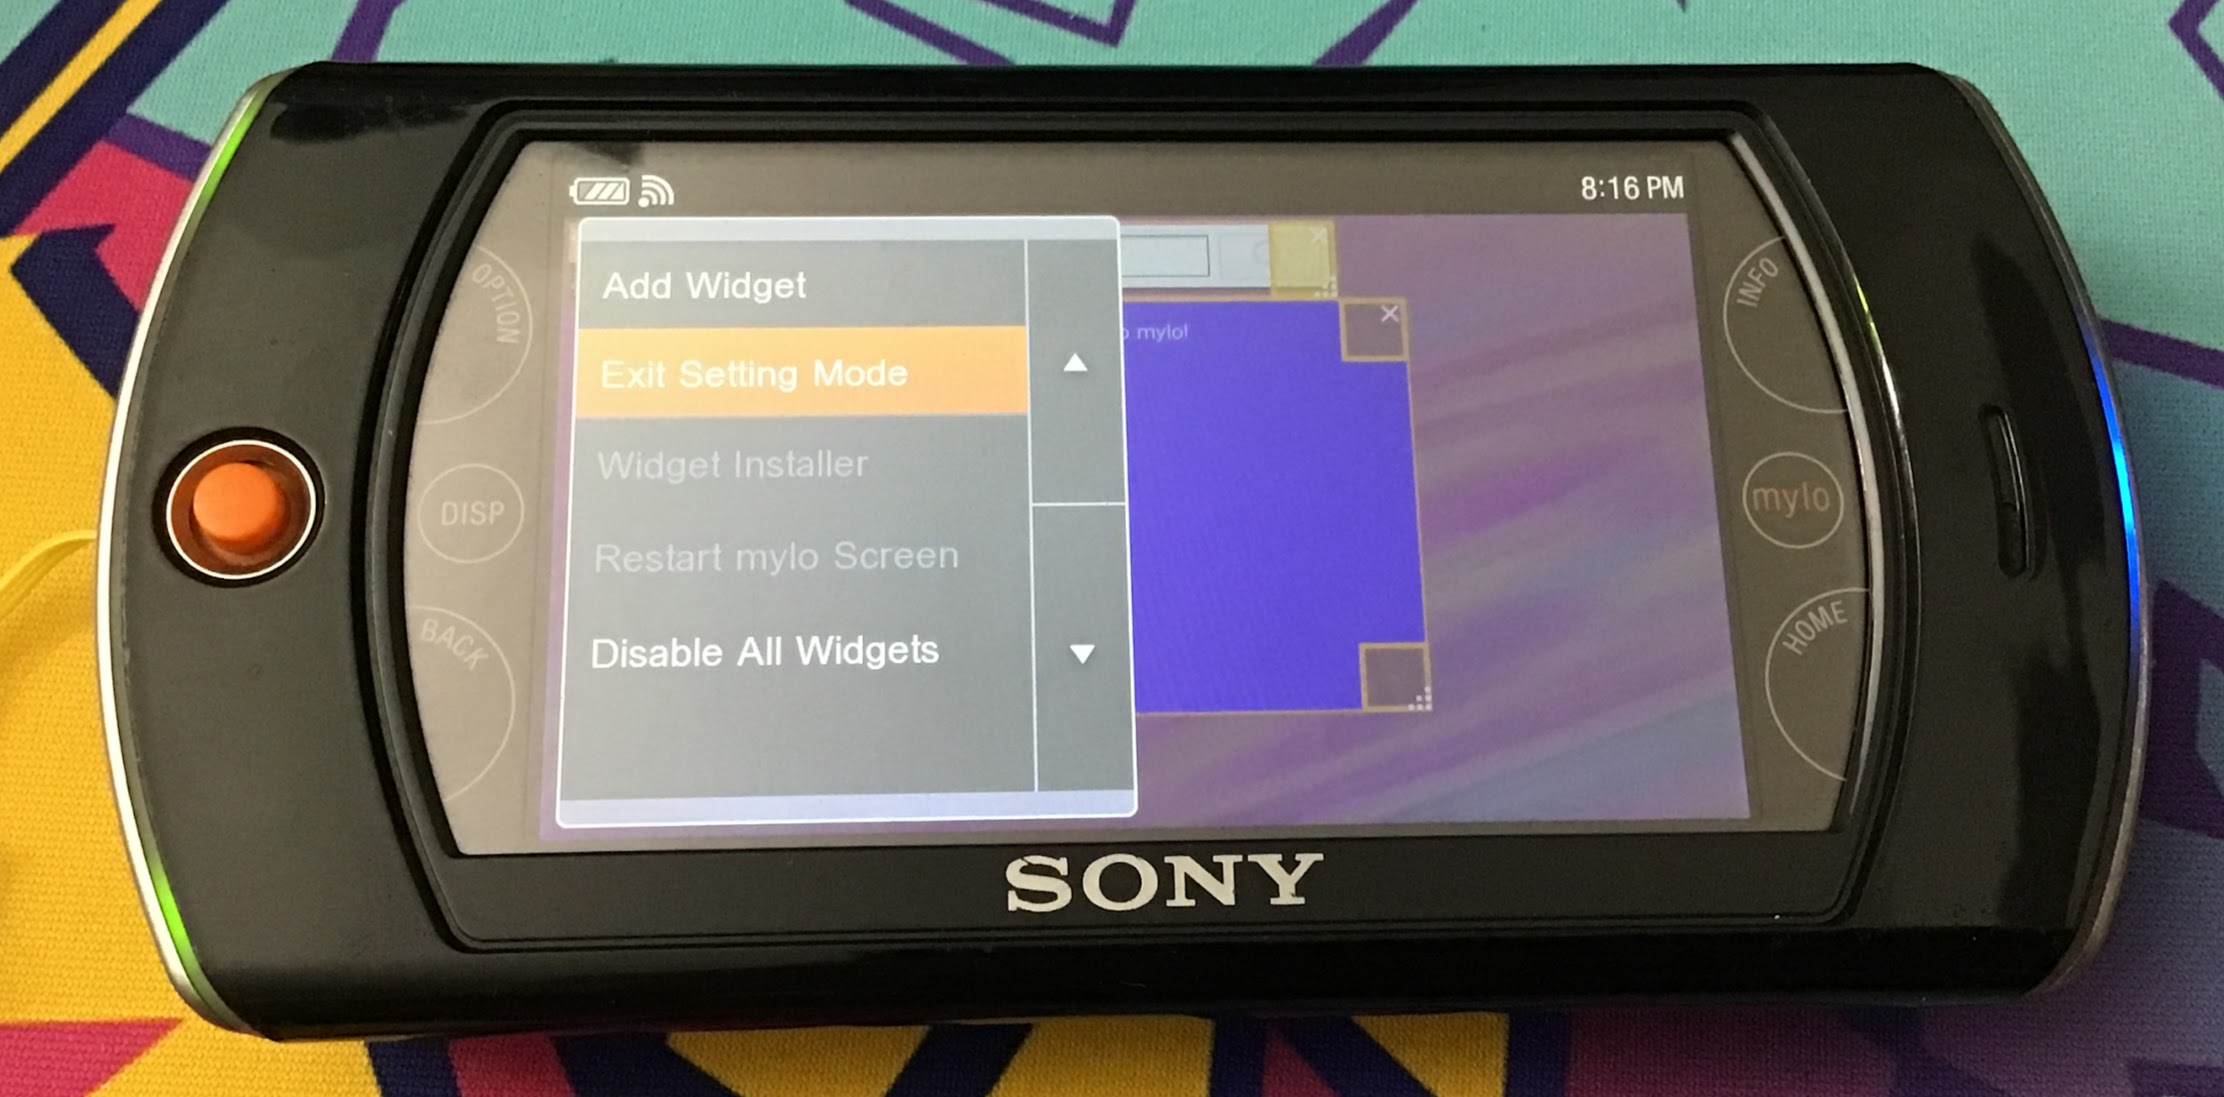 8:16 PM
OPTION
DISP
BACK
Add Widget
Exit Setting Mode
Widget Installer
Restart mylo Screen
Disable All Widgets
mylo!
INFO
mylo
HOME
SONY